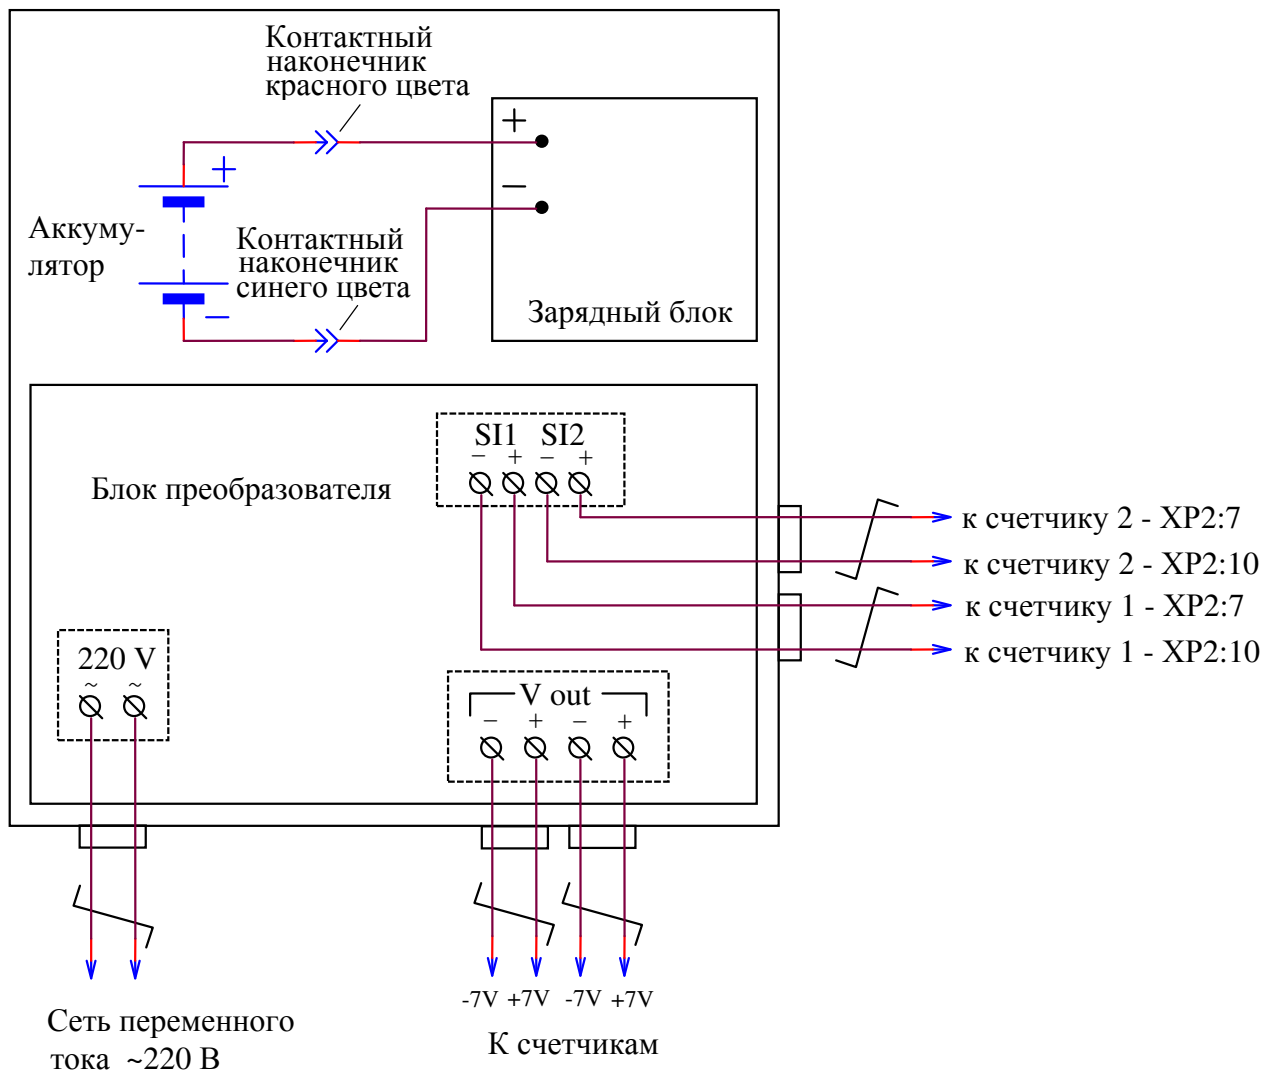 Контактный
наконечник
красного цвета
+
+
−
Аккуму-
лятор
Контактный
наконечник
синего цвета
−
Зарядный блок
SI1 SI2
− + − +
Блок преобразователя
к счетчику 2 - XP2:7
к счетчику 2 - XP2:10
к счетчику 1 - XP2:7
к счетчику 1 - XP2:10
220 V
~ ~
V out
− + − +
-7V +7V -7V +7V
Сеть переменного
тока ~220 В
К счетчикам